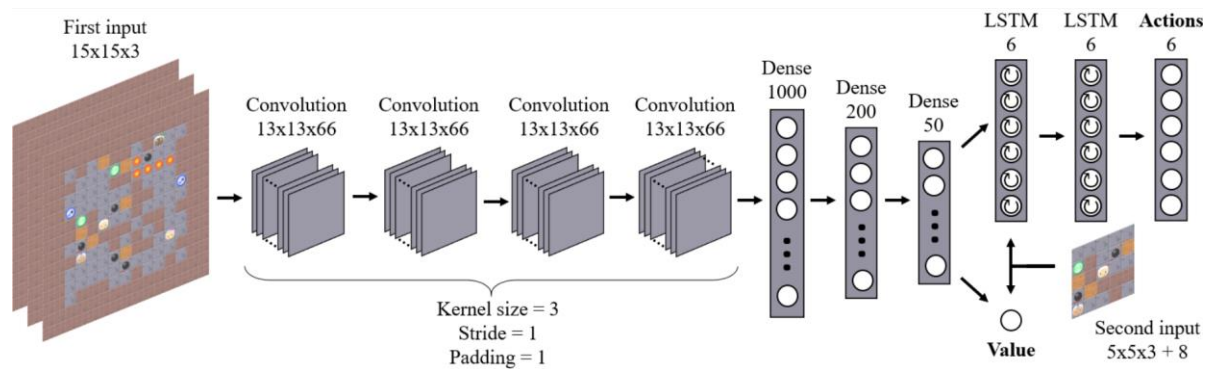 First input
15x15x3
Convolution
13x13x66
Convolution
13x13x66
Convolution
13x13x66
Convolution
13x13x66
Kernel size = 3
Stride = 1
Padding = 1
Dense
1000
Dense
200
Dense
50
LSTM
6
LSTM
6
Actions
6
Value
Second input
5x5x3 + 8